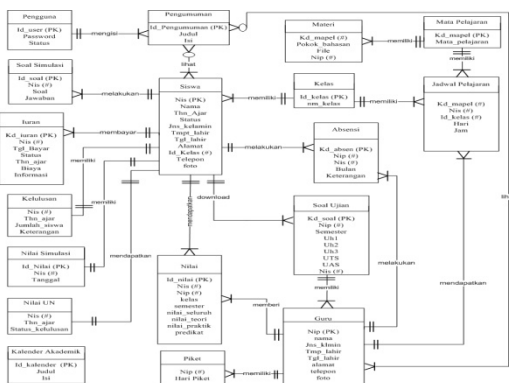 Pengguna
Id_user (PK)
Password
Status
mengisi
Pengumuman
Id_Pengumuman (PK)
Judul
Isi
lihat
Materi
Kd_mapel (#)
Pokok_bahasan
File
Nip (#)
memiliki
Mata Pelajaran
Kd_mapel (PK)
Mata_pelajaran
memiliki
Soal Simulasi
Id_soal (PK)
Nis (#)
Soal
Jawaban
melakukan
Siswa
Nis (PK)
Nama
Thn_Ajar
Status
Jns_kelamin
Tmpt_lahir
Tgl_lahir
Alamat
Id_Kelas (#)
Telepon
foto
memiliki
Kelas
Id_kelas (PK)
nm_kelas
memiliki
Jadwal Pelajaran
Kd_mapel (#)
Nis (#)
Id_kelas (#)
Hari
Jam
Iuran
Kd_iuran (PK)
Nis (#)
Tgl_Bayar
Status
Thn_ajar
Biaya
Informasi
membayar
memiliki
melakukan
Absensi
Kd_absen (PK)
Nip (#)
Nis (#)
Bulan
Keterangan
Kelulusan
Nis (#)
Thn_ajar
Jumlah_siswa
Keterangan
memiliki
mendapatkan
download
Soal Ujian
Kd_soal (PK)
Nip (#)
Semester
Uh1
Uh2
Uh3
UTS
UAS
Nis (#)
memiliki
melakukan
lih
Nilai Simulasi
Id_Nilai (PK)
Nis (#)
Tanggal
mendapatkan
Nilai
Id_nilai (PK)
Nis (#)
Nip (#)
kelas
semester
nilai_seluruh
nilai_teori
nilai_praktik
predikat
memberi
mendapatkan
Nilai UN
Nis (#)
Thn_ajar
Status_kelulusan
Guru
Nip (PK)
nama
Jns_klmin
Tmp_lahir
Tgl_lahir
alamat
telepon
foto
Kalender Akademik
Id_kalender (PK)
Judul
Isi
Piket
Nip (#)
Hari Piket
memiliki